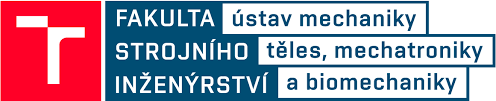 FAKULTA ústav mechaniky
STROJNÍHO těles, mechatroniky
INŽENÝRSTVÍ a biomechaniky